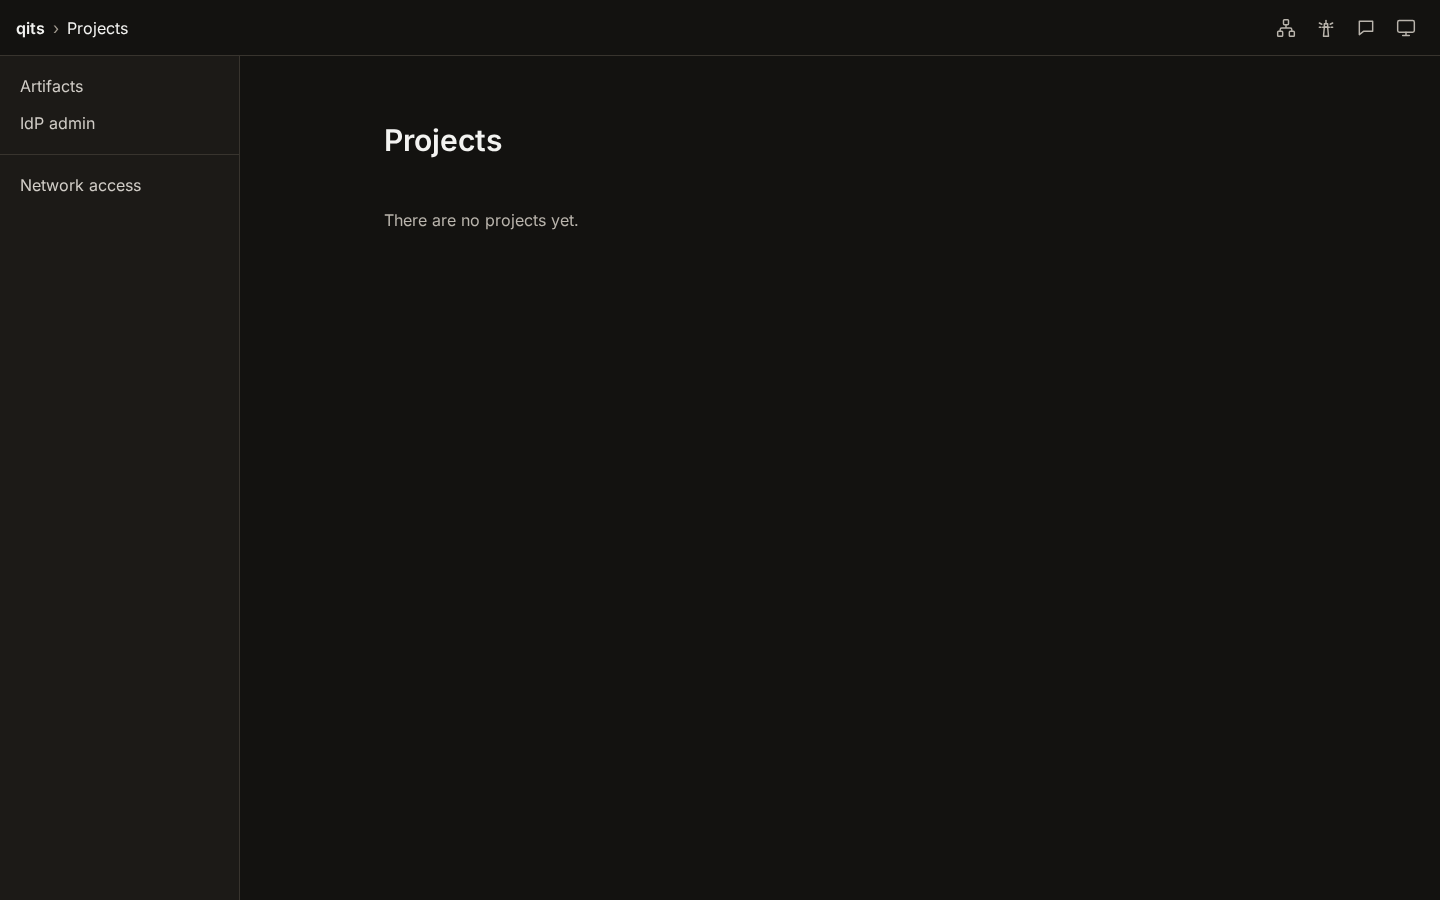 qits › Projects
Artifacts
IdP admin
Network access
Projects
There are no projects yet.